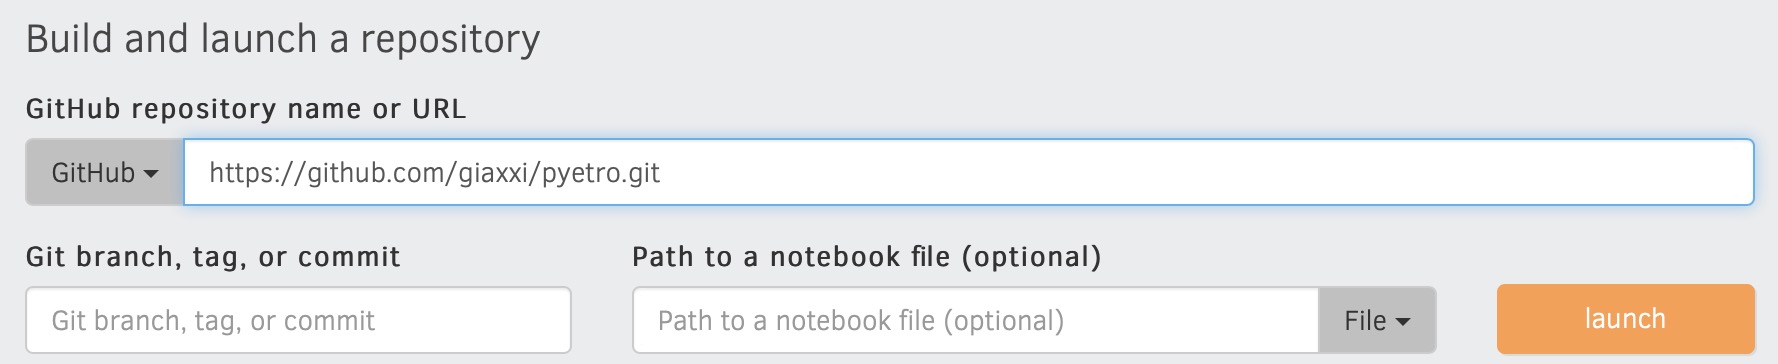 Build and launch a repository
GitHub repository name or URL
GitHub https://github.com/giaxxi/pyetro.git
Git branch, tag, or commit Path to a notebook file (optional)
Git branch, tag, or commit Path to a notebook file (optional) File launch